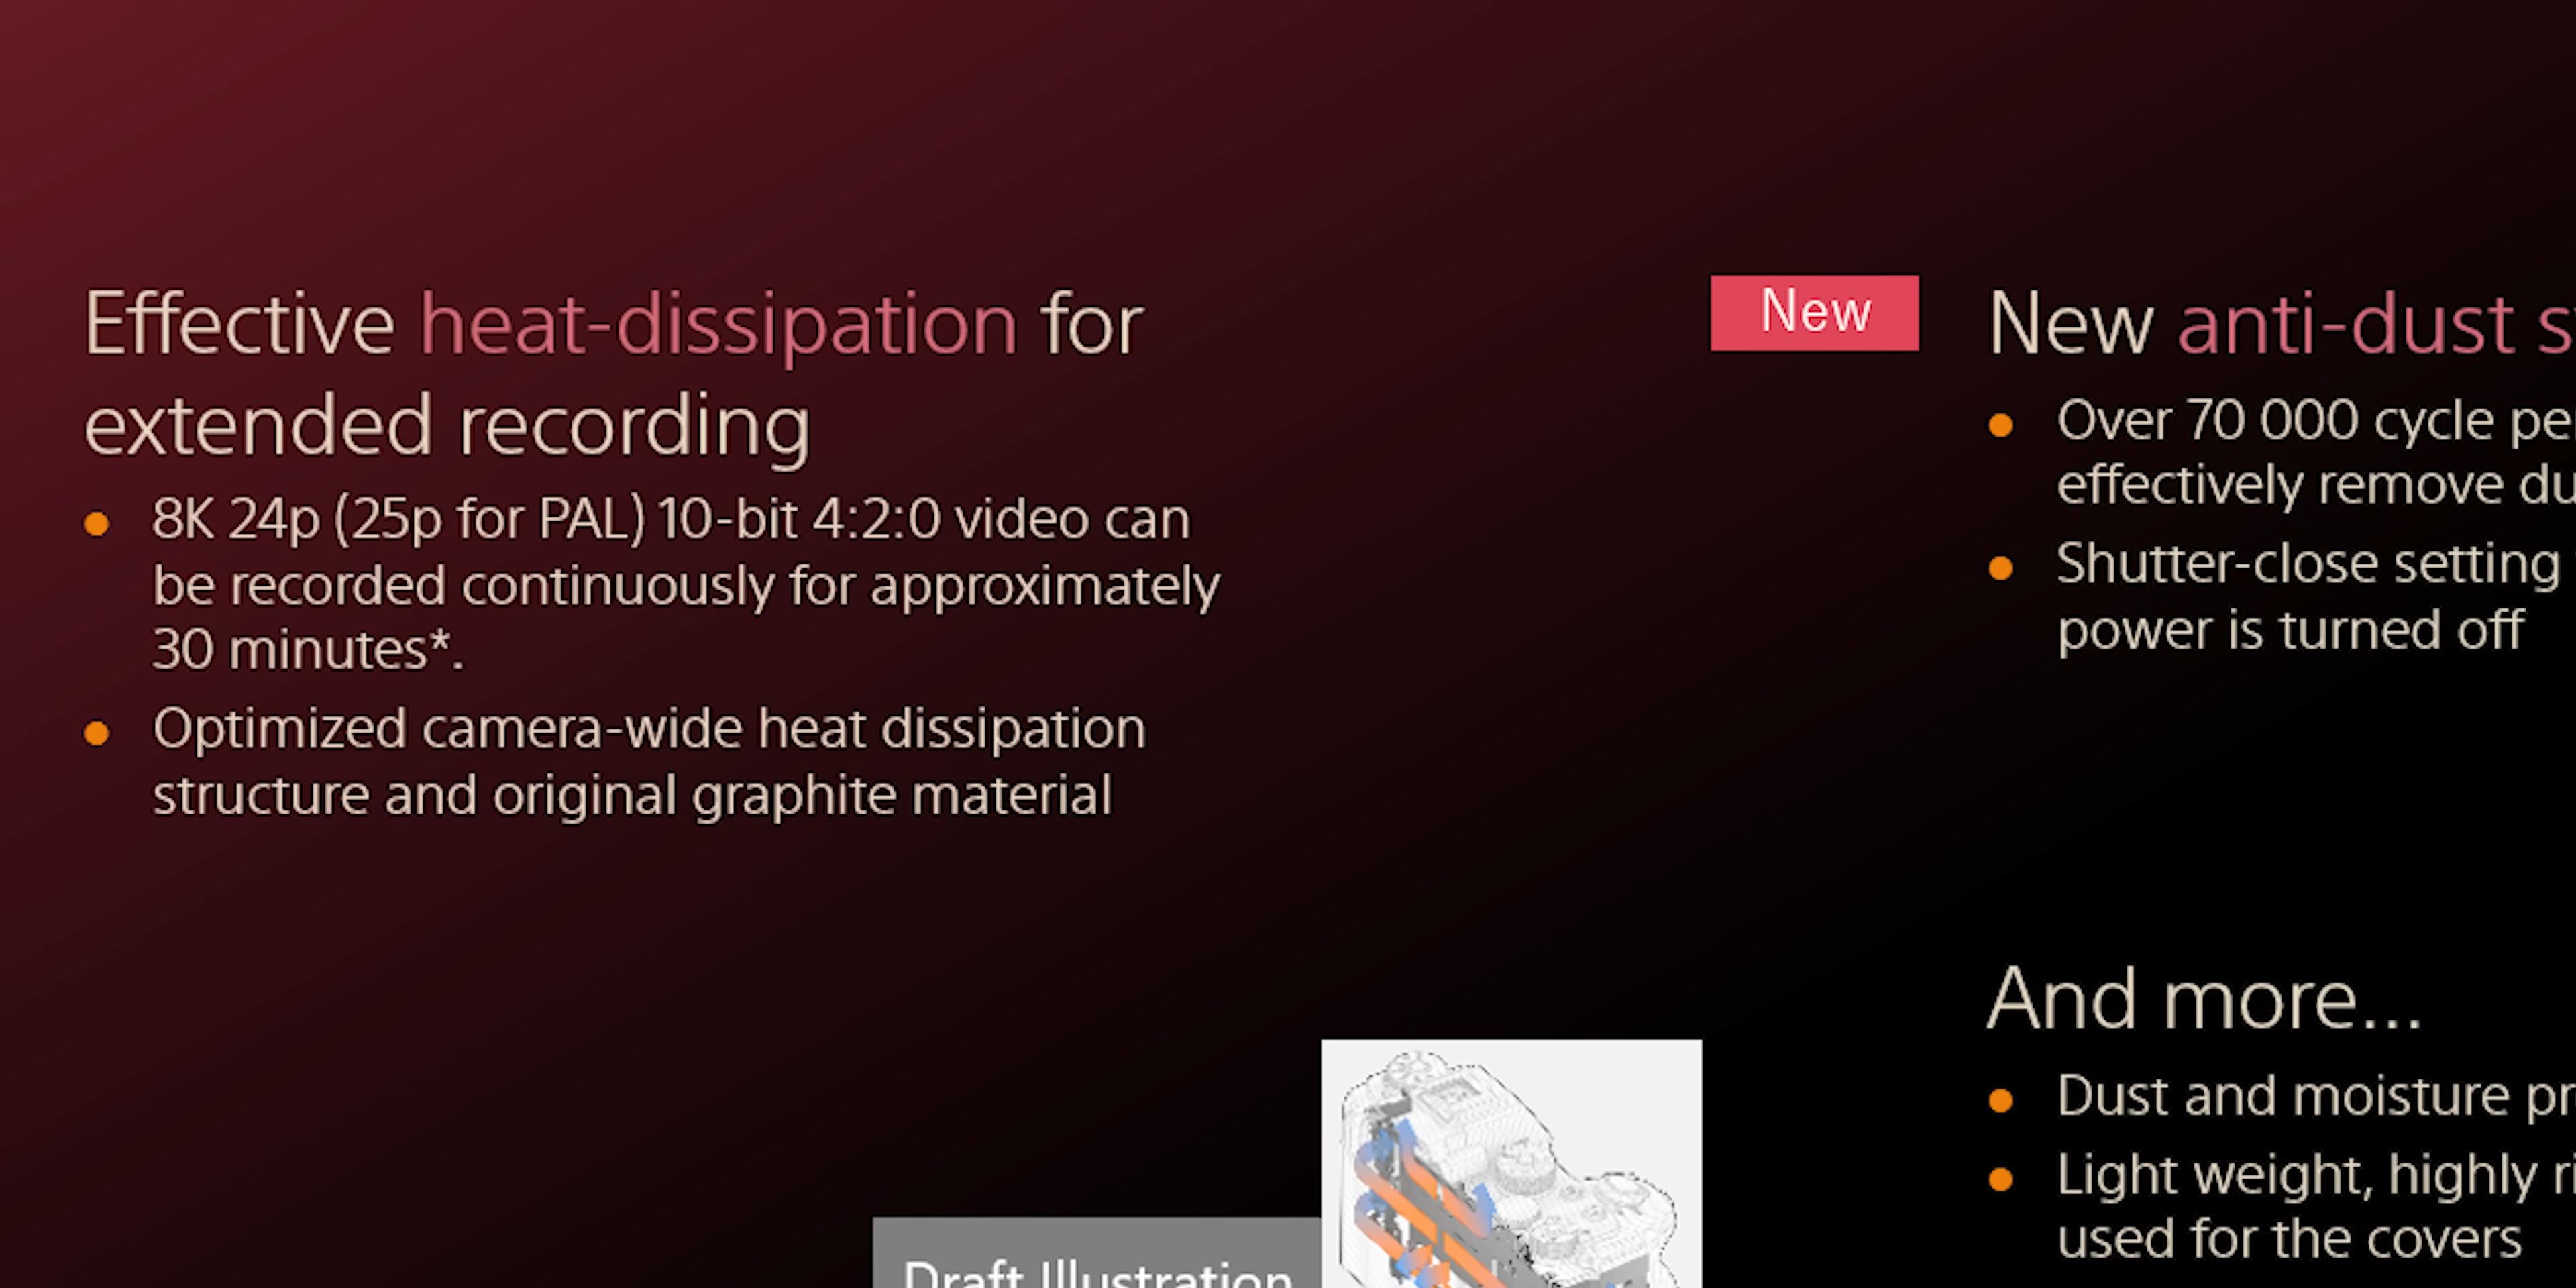 Effective heat-dissipation for
extended recording
8K 24p (25p for PAL) 10-bit 4:2:0 video can
be recorded continuously for approximately
30 minutes*.
Optimized camera-wide heat dissipation
structure and original graphite material
Draft Illustration
New
New anti-dust
Over 70 000 cycle
effectively remove
Shutter-close setting
power is turned off
And more...
Dust and moisture
Light weight, highly
used for the covers